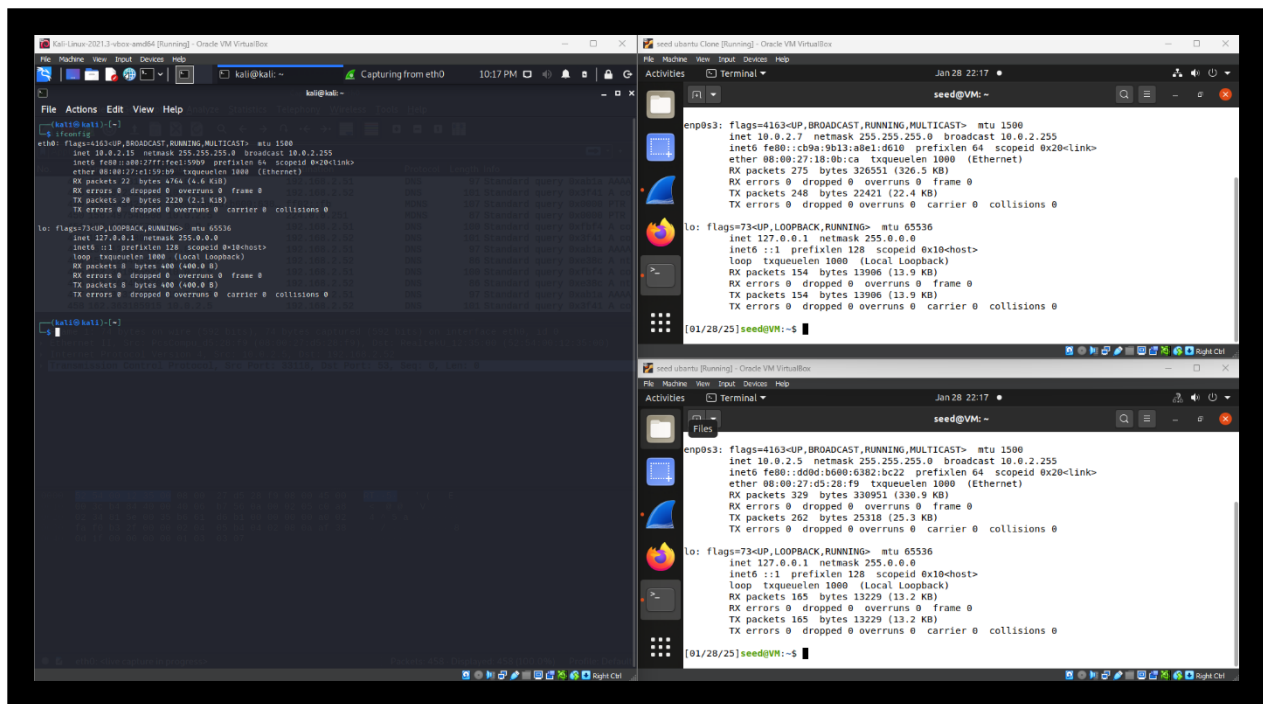 Kali-Linux-2021.3-vbox-amd64 [Running] - Oracle VM VirtualBox
File Machine View Input Devices Help
kali@kali: ~
Capturing from eth0
10:17 PM
kali@kali: ~
File Actions Edit View Help
(kali㉿kali)-[~]
$ ifconfig
eth0: flags=4163<UP,BROADCAST,RUNNING,MULTICAST> mtu 1500
inet 10.0.2.15 netmask 255.255.255.0 broadcast 10.0.2.255
inet6 fe80::a00:27ff:fee1:59b9 prefixlen 64 scopeid 0×20<link>
ether 08:00:27:e1:59:b9 txqueuelen 1000 (Ethernet)
RX packets 22 bytes 4764 (4.6 KiB)
RX errors 0 dropped 0 overruns 0 frame 0
TX packets 20 bytes 2220 (2.1 KiB)
TX errors 0 dropped 0 overruns 0 carrier 0 collisions 0
lo: flags=73<UP,LOOPBACK,RUNNING> mtu 65536
inet 127.0.0.1 netmask 255.0.0.0
inet6 ::1 prefixlen 128 scopeid 0×10<host>
loop txqueuelen 1000 (Local Loopback)
RX packets 8 bytes 400 (400.0 B)
RX errors 0 dropped 0 overruns 0 frame 0
TX packets 8 bytes 400 (400.0 B)
TX errors 0 dropped 0 overruns 0 carrier 0 collisions 0
(kali㉿kali)-[~]
$
Right Ctrl
seed ubantu Clone [Running] - Oracle VM VirtualBox
File Machine View Input Devices Help
Activities Terminal Jan 28 22:17
seed@VM: ~
enp0s3: flags=4163<UP,BROADCAST,RUNNING,MULTICAST> mtu 1500
inet 10.0.2.7 netmask 255.255.255.0 broadcast 10.0.2.255
inet6 fe80::cb9a:9b13:a8e1:d610 prefixlen 64 scopeid 0x20<link>
ether 08:00:27:18:0b:ca txqueuelen 1000 (Ethernet)
RX packets 275 bytes 326551 (326.5 KB)
RX errors 0 dropped 0 overruns 0 frame 0
TX packets 248 bytes 22421 (22.4 KB)
TX errors 0 dropped 0 overruns 0 carrier 0 collisions 0
lo: flags=73<UP,LOOPBACK,RUNNING> mtu 65536
inet 127.0.0.1 netmask 255.0.0.0
inet6 ::1 prefixlen 128 scopeid 0x10<host>
loop txqueuelen 1000 (Local Loopback)
RX packets 154 bytes 13906 (13.9 KB)
RX errors 0 dropped 0 overruns 0 frame 0
TX packets 154 bytes 13906 (13.9 KB)
TX errors 0 dropped 0 overruns 0 carrier 0 collisions 0
[01/28/25]seed@VM:~$
Right Ctrl
seed ubantu [Running] - Oracle VM VirtualBox
File Machine View Input Devices Help
Activities Terminal Jan 28 22:17
seed@VM: ~
Files
enp0s3: flags=4163<UP,BROADCAST,RUNNING,MULTICAST> mtu 1500
inet 10.0.2.5 netmask 255.255.255.0 broadcast 10.0.2.255
inet6 fe80::dd0d:b600:6382:bc22 prefixlen 64 scopeid 0x20<link>
ether 08:00:27:d5:28:f9 txqueuelen 1000 (Ethernet)
RX packets 329 bytes 330951 (330.9 KB)
RX errors 0 dropped 0 overruns 0 frame 0
TX packets 262 bytes 25318 (25.3 KB)
TX errors 0 dropped 0 overruns 0 carrier 0 collisions 0
lo: flags=73<UP,LOOPBACK,RUNNING> mtu 65536
inet 127.0.0.1 netmask 255.0.0.0
inet6 ::1 prefixlen 128 scopeid 0x10<host>
loop txqueuelen 1000 (Local Loopback)
RX packets 165 bytes 13229 (13.2 KB)
RX errors 0 dropped 0 overruns 0 frame 0
TX packets 165 bytes 13229 (13.2 KB)
TX errors 0 dropped 0 overruns 0 carrier 0 collisions 0
[01/28/25]seed@VM:~$
Right Ctrl